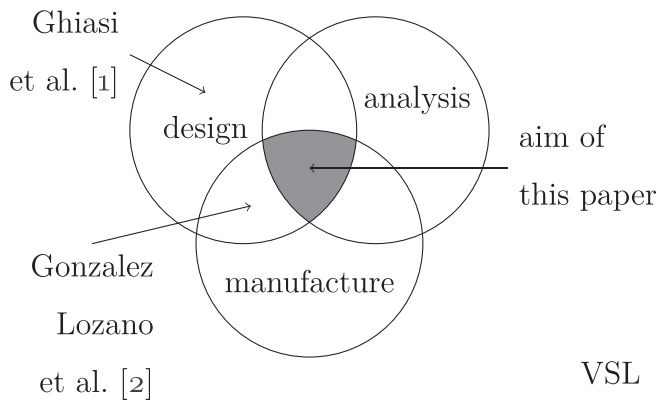 Ghiasi
et al. [1]
design
analysis
aim of
this paper
Gonzalez
Lozano
et al. [2]
manufacture
VSL